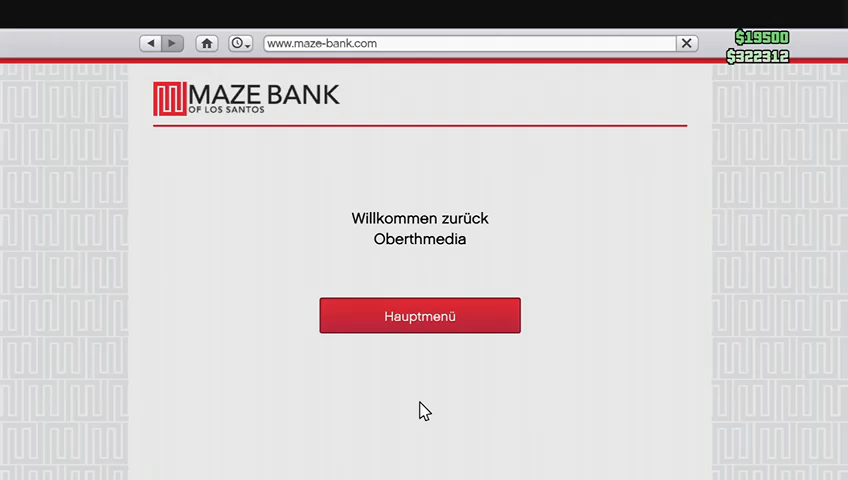 www.maze-bank.com
$19500
$322312
MAZE BANK
OF LOS SANTOS
Willkommen zurück
Oberthmedia
Hauptmenü